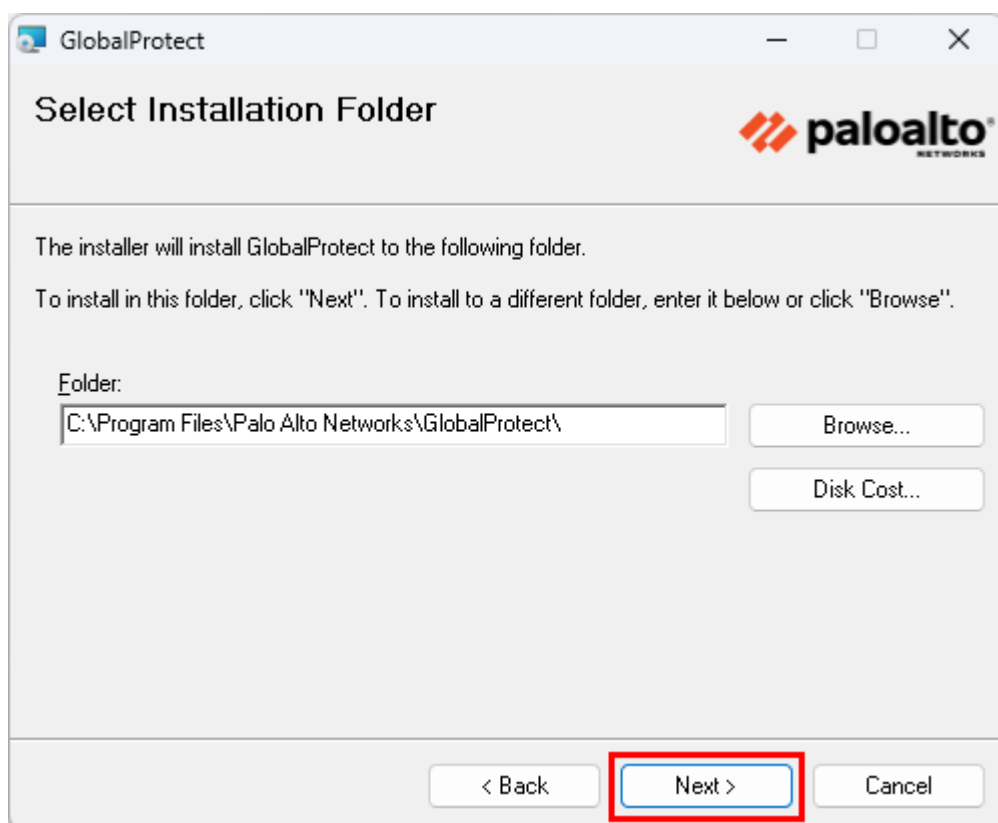 GlobalProtect
Select Installation Folder
paloalto®
NETWORKS
The installer will install GlobalProtect to the following folder.
To install in this folder, click "Next". To install to a different folder, enter it below or click "Browse".
Folder:
C:\Program Files\Palo Alto Networks\GlobalProtect\
Browse...
Disk Cost...
< Back
Next >
Cancel